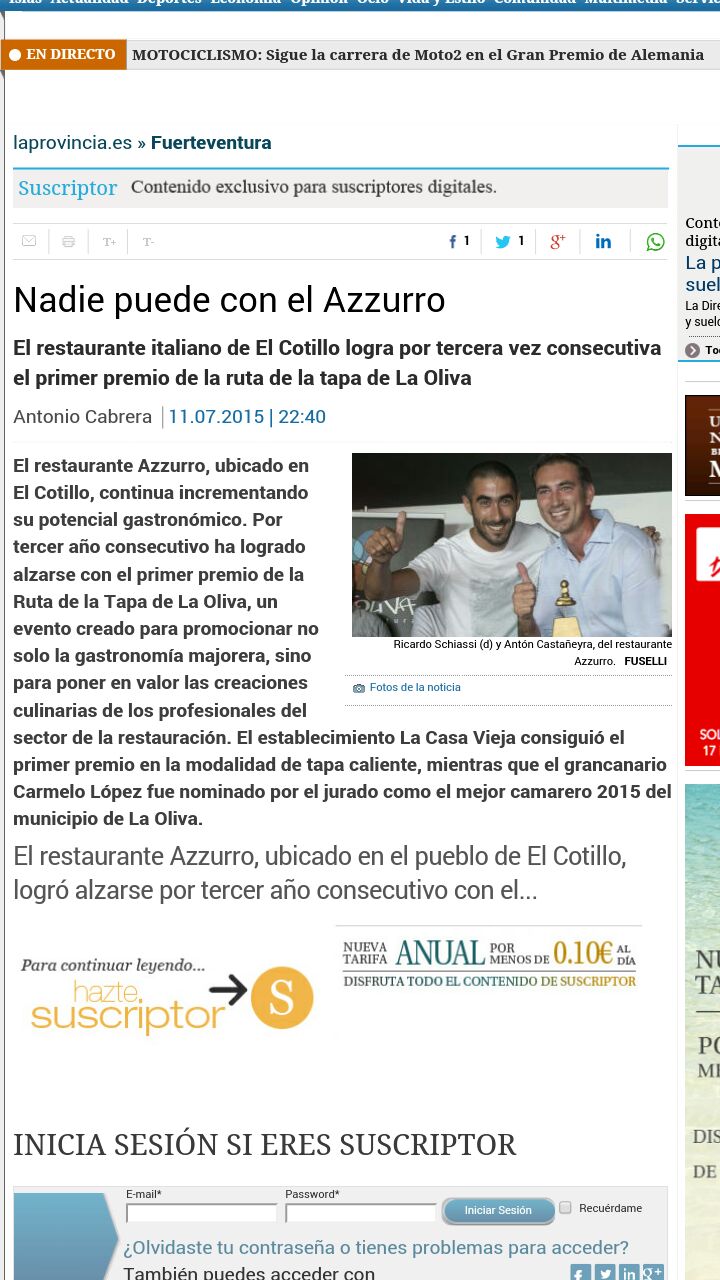 Islas Actualidad Deportes Economía Opinión Ocio Vida y Estilo Comunidad Multimedia
EN DIRECTO MOTOCICLISMO: Sigue la carrera de Moto2 en el Gran Premio de Alemania
laprovincia.es » Fuerteventura
Suscriptor Contenido exclusivo para suscriptores digitales.
T+ T- f 1 1 g+ in
Nadie puede con el Azzurro
El restaurante italiano de El Cotillo logra por tercera vez consecutiva
el primer premio de la ruta de la tapa de La Oliva
Antonio Cabrera | 11.07.2015 | 22:40
El restaurante Azzurro, ubicado en
El Cotillo, continua incrementando
su potencial gastronómico. Por
tercer año consecutivo ha logrado
alzarse con el primer premio de la
Ruta de la Tapa de La Oliva, un
evento creado para promocionar no
solo la gastronomía majorera, sino
para poner en valor las creaciones
culinarias de los profesionales del
sector de la restauración. El establecimiento La Casa Vieja consiguió el
primer premio en la modalidad de tapa caliente, mientras que el grancanario
Carmelo López fue nominado por el jurado como el mejor camarero 2015 del
municipio de La Oliva.
Ricardo Schiassi (d) y Antón Castañeyra, del restaurante
Azzurro. FUSELLI
Fotos de la noticia
El restaurante Azzurro, ubicado en el pueblo de El Cotillo,
logró alzarse por tercer año consecutivo con el...
Para continuar leyendo...
hazte
suscriptor S
NUEVA TARIFA ANUAL POR MENOS DE 0.10€ AL DÍA
DISFRUTA TODO EL CONTENIDO DE SUSCRIPTOR
INICIA SESIÓN SI ERES SUSCRIPTOR
E-mail* Password*
Iniciar Sesión Recuérdame
¿Olvidaste tu contraseña o tienes problemas para acceder?
También puedes acceder con f in g+
La p
suel
La Dire
y suelo
SOL
17
NU
TA
PO
ME
DIS
DE